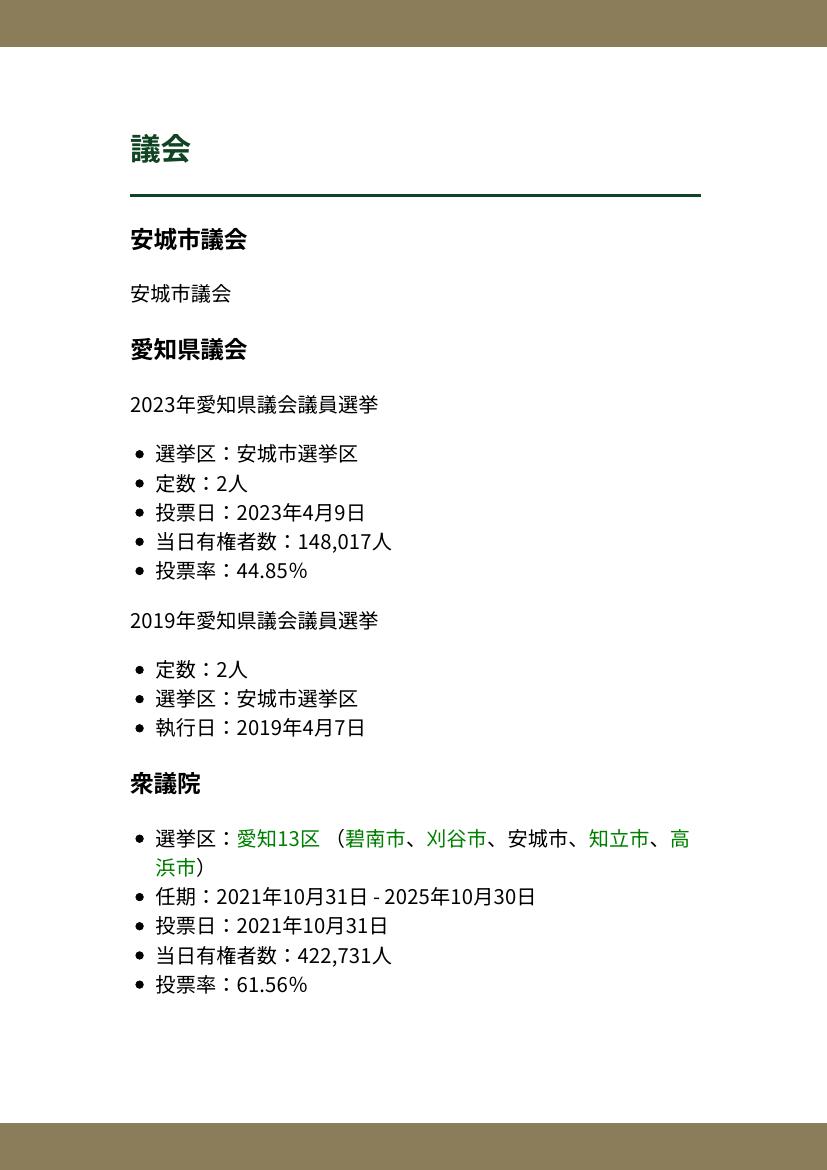 議会
安城市議会
安城市議会
愛知県議会
2023年愛知県議会議員選挙
• 選挙区：安城市選挙区
• 定数：2人
• 投票日：2023年4月9日
• 当日有権者数：148,017人
• 投票率：44.85%
2019年愛知県議会議員選挙
• 定数：2人
• 選挙区：安城市選挙区
• 執行日：2019年4月7日
衆議院
• 選挙区：愛知13区 （碧南市、刈谷市、安城市、知立市、高
浜市）
• 任期：2021年10月31日 - 2025年10月30日
• 投票日：2021年10月31日
• 当日有権者数：422,731人
• 投票率：61.56%